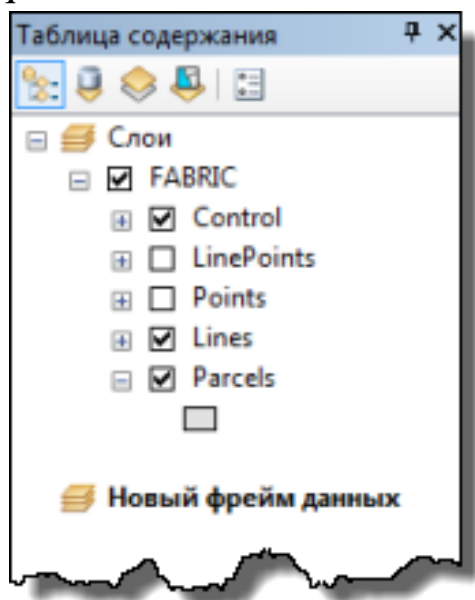 Таблица содержания
Слои
FABRIC
Control
LinePoints
Points
Lines
Parcels
Новый фрейм данных